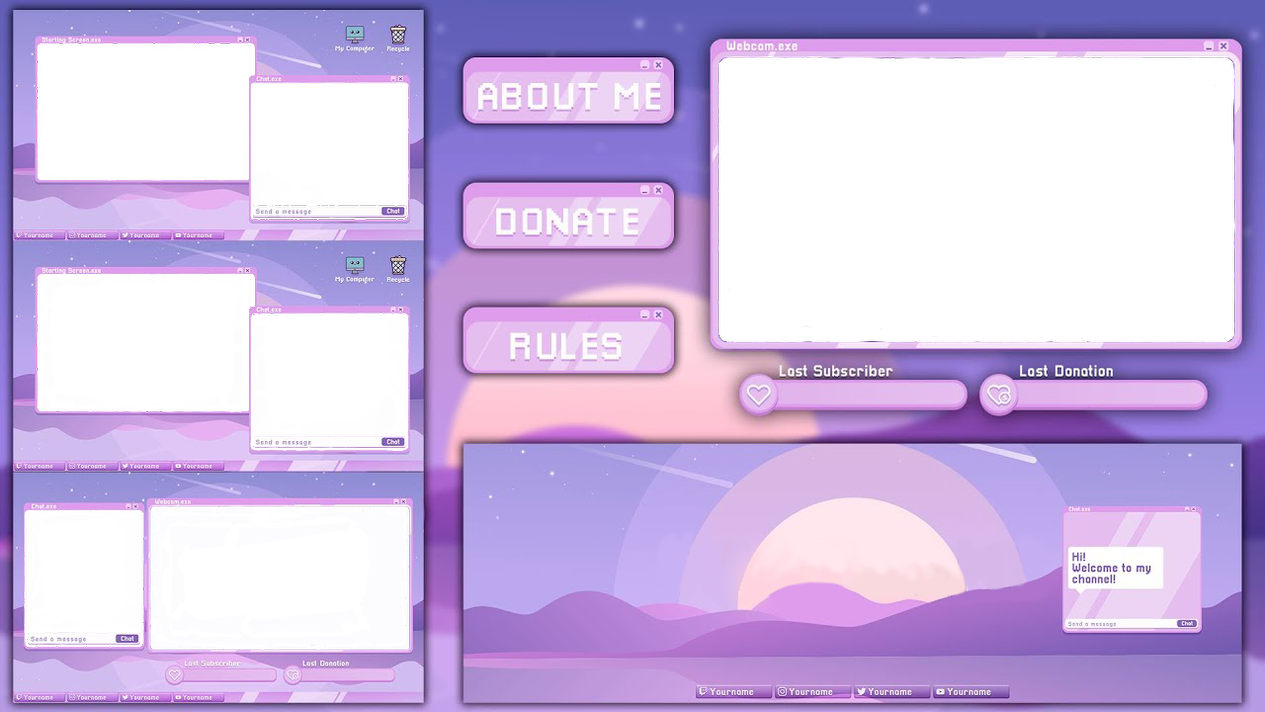 Starting Screen.exe
My Computer
Recycle
Chat.exe
Send a message
Chat
Yourname
Yourname
Yourname
Yourname
Starting Screen.exe
My Computer
Recycle
Chat.exe
Send a message
Chat
Yourname
Yourname
Yourname
Yourname
Chat.exe
Webcam.exe
Send a message
Chat
Last Subscriber
Last Donation
Yourname
Yourname
Yourname
Yourname
ABOUT ME
DONATE
RULES
Webcam.exe
Last Subscriber
Last Donation
Chat.exe
Hi!
Welcome to my
channel!
Send a message
Chat
Yourname
Yourname
Yourname
Yourname